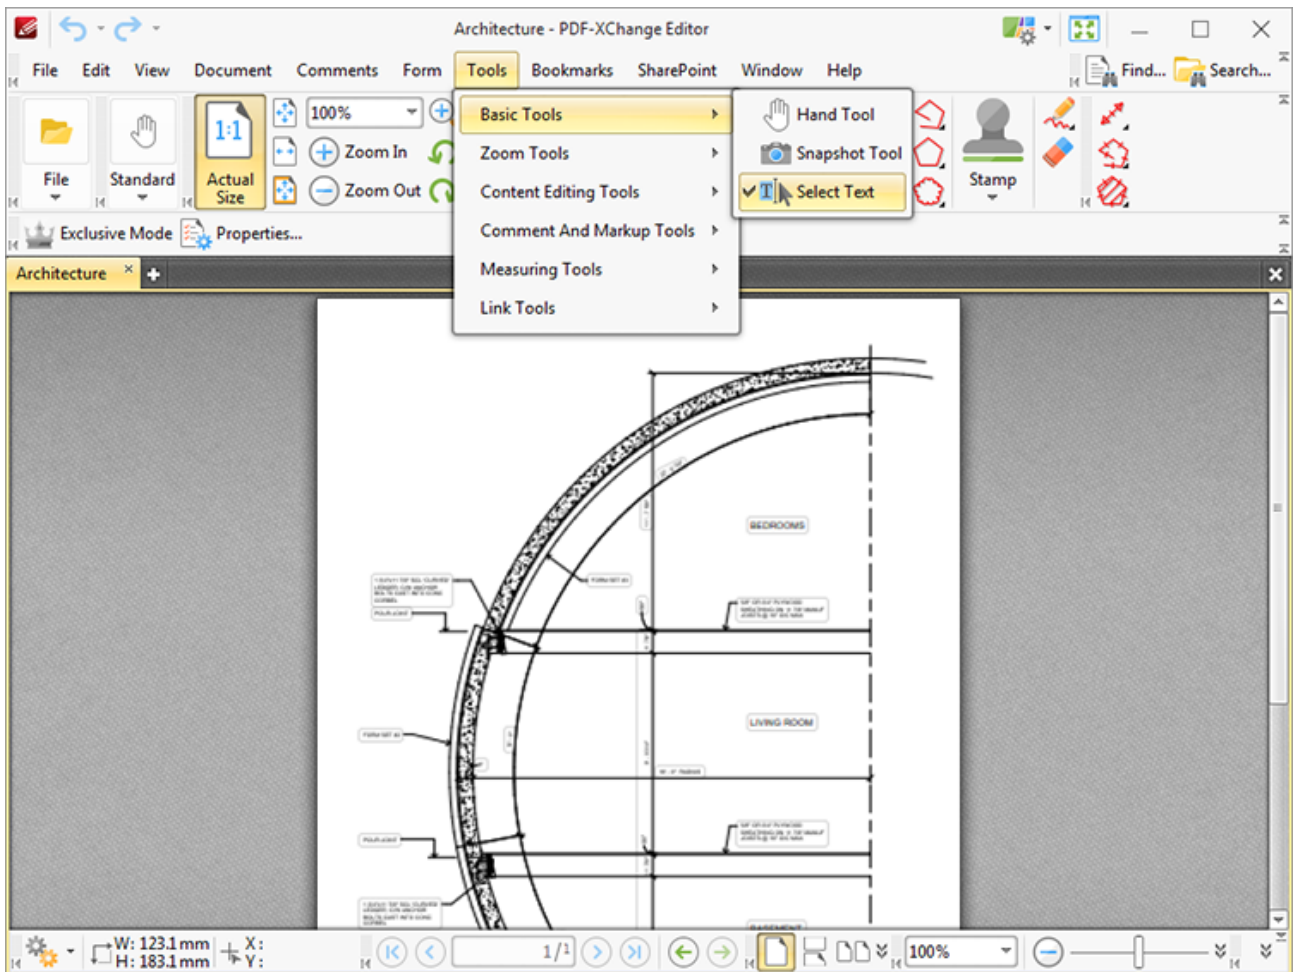 Architecture - PDF-XChange Editor
File Edit View Document Comments Form Tools Bookmarks SharePoint Window Help Find... Search...
100%
Zoom In
Zoom Out
File
Standard
Actual
Size
Stamp
1:1
Basic Tools
Zoom Tools
Content Editing Tools
Comment And Markup Tools
Measuring Tools
Link Tools
Hand Tool
Snapshot Tool
Select Text
Exclusive Mode Properties...
Architecture
BEDROOMS
LIVING ROOM
BASEMENT
W: 123.1 mm
H: 183.1 mm
X:
Y:
1/1
100%